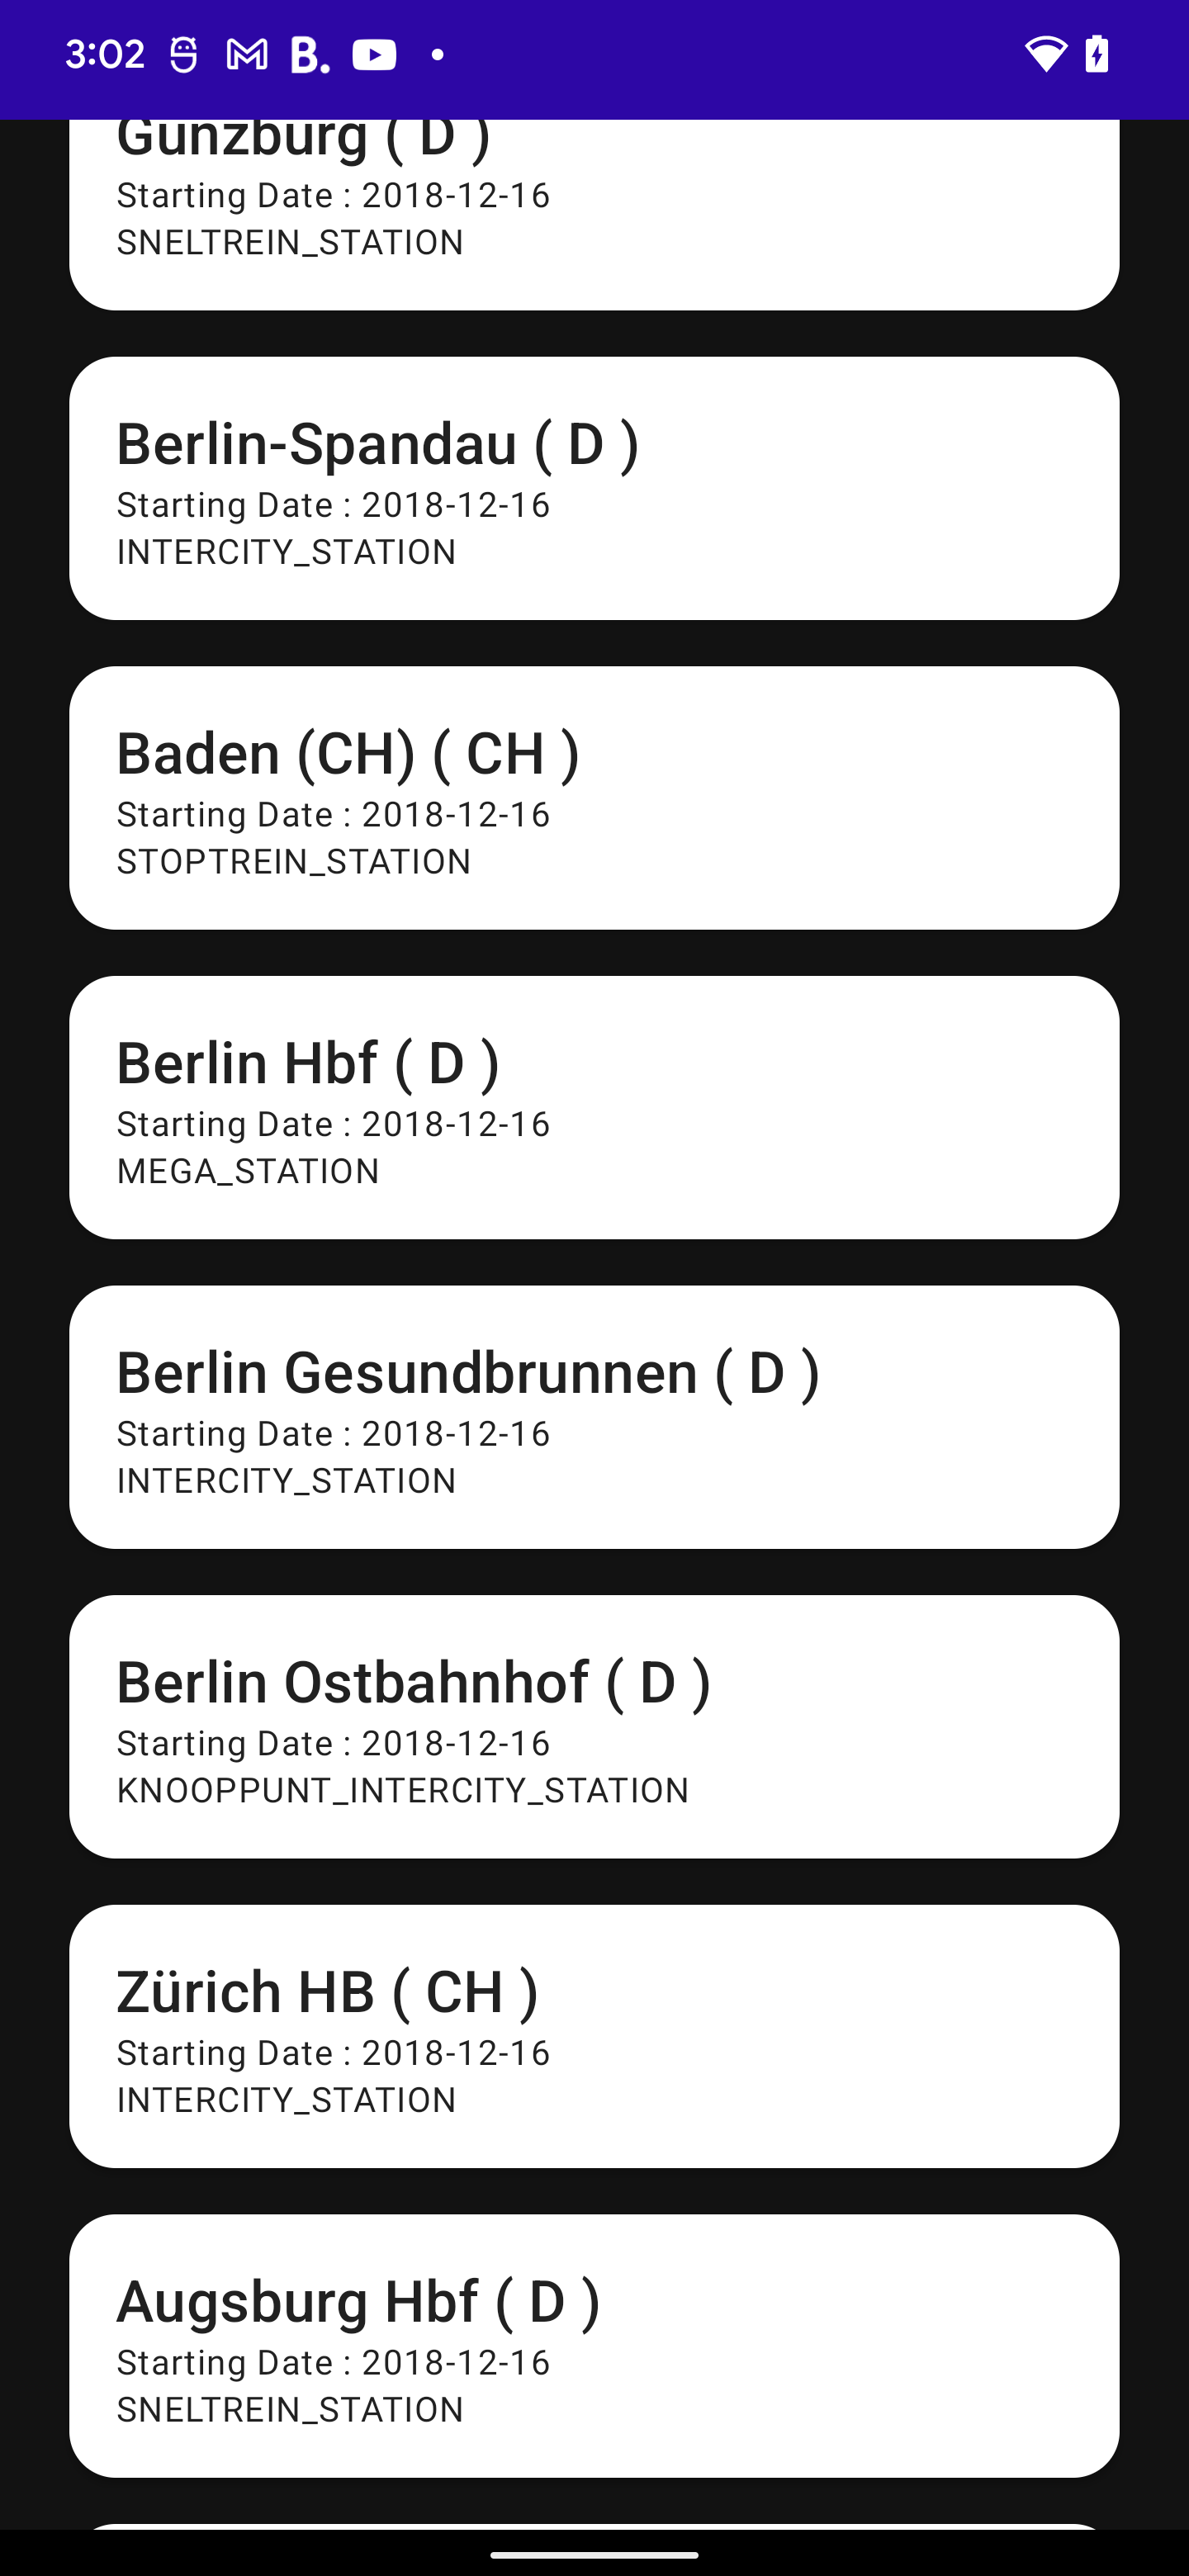 3:02
Günzburg ( D )
Starting Date : 2018-12-16
SNELTREIN_STATION
Berlin-Spandau ( D )
Starting Date : 2018-12-16
INTERCITY_STATION
Baden (CH) ( CH )
Starting Date : 2018-12-16
STOPTREIN_STATION
Berlin Hbf ( D )
Starting Date : 2018-12-16
MEGA_STATION
Berlin Gesundbrunnen ( D )
Starting Date : 2018-12-16
INTERCITY_STATION
Berlin Ostbahnhof ( D )
Starting Date : 2018-12-16
KNOOPPUNT_INTERCITY_STATION
Zürich HB ( CH )
Starting Date : 2018-12-16
INTERCITY_STATION
Augsburg Hbf ( D )
Starting Date : 2018-12-16
SNELTREIN_STATION